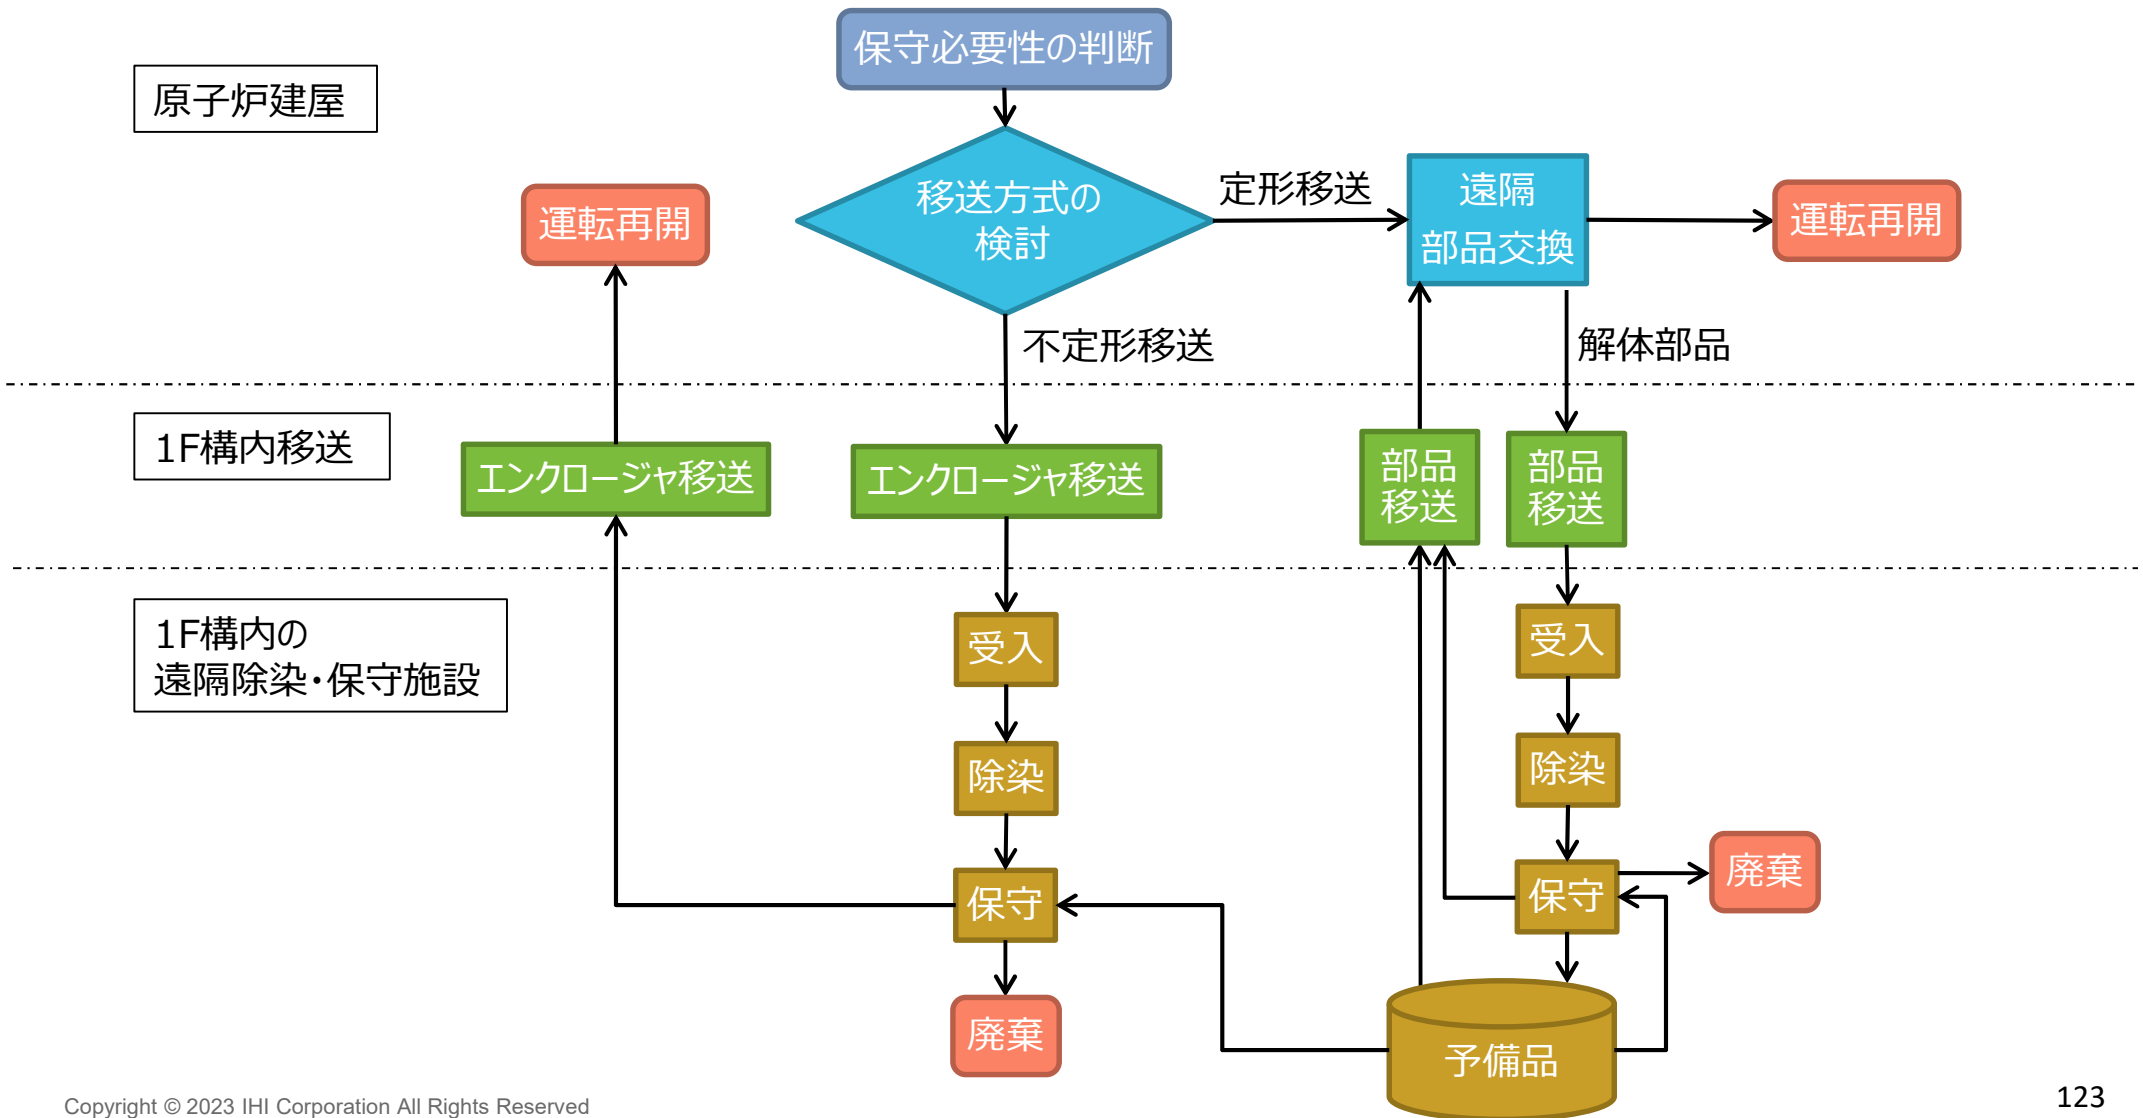 保守必要性の判断
原子炉建屋
移送方式の
検討
定形移送
遠隔
部品交換
運転再開
運転再開
不定形移送
解体部品
1F構内移送
エンクロージャ移送
エンクロージャ移送
部品
移送
部品
移送
1F構内の
遠隔除染・保守施設
受入
受入
除染
除染
保守
保守
廃棄
廃棄
予備品
Copyright © 2023 IHI Corporation All Rights Reserved
123